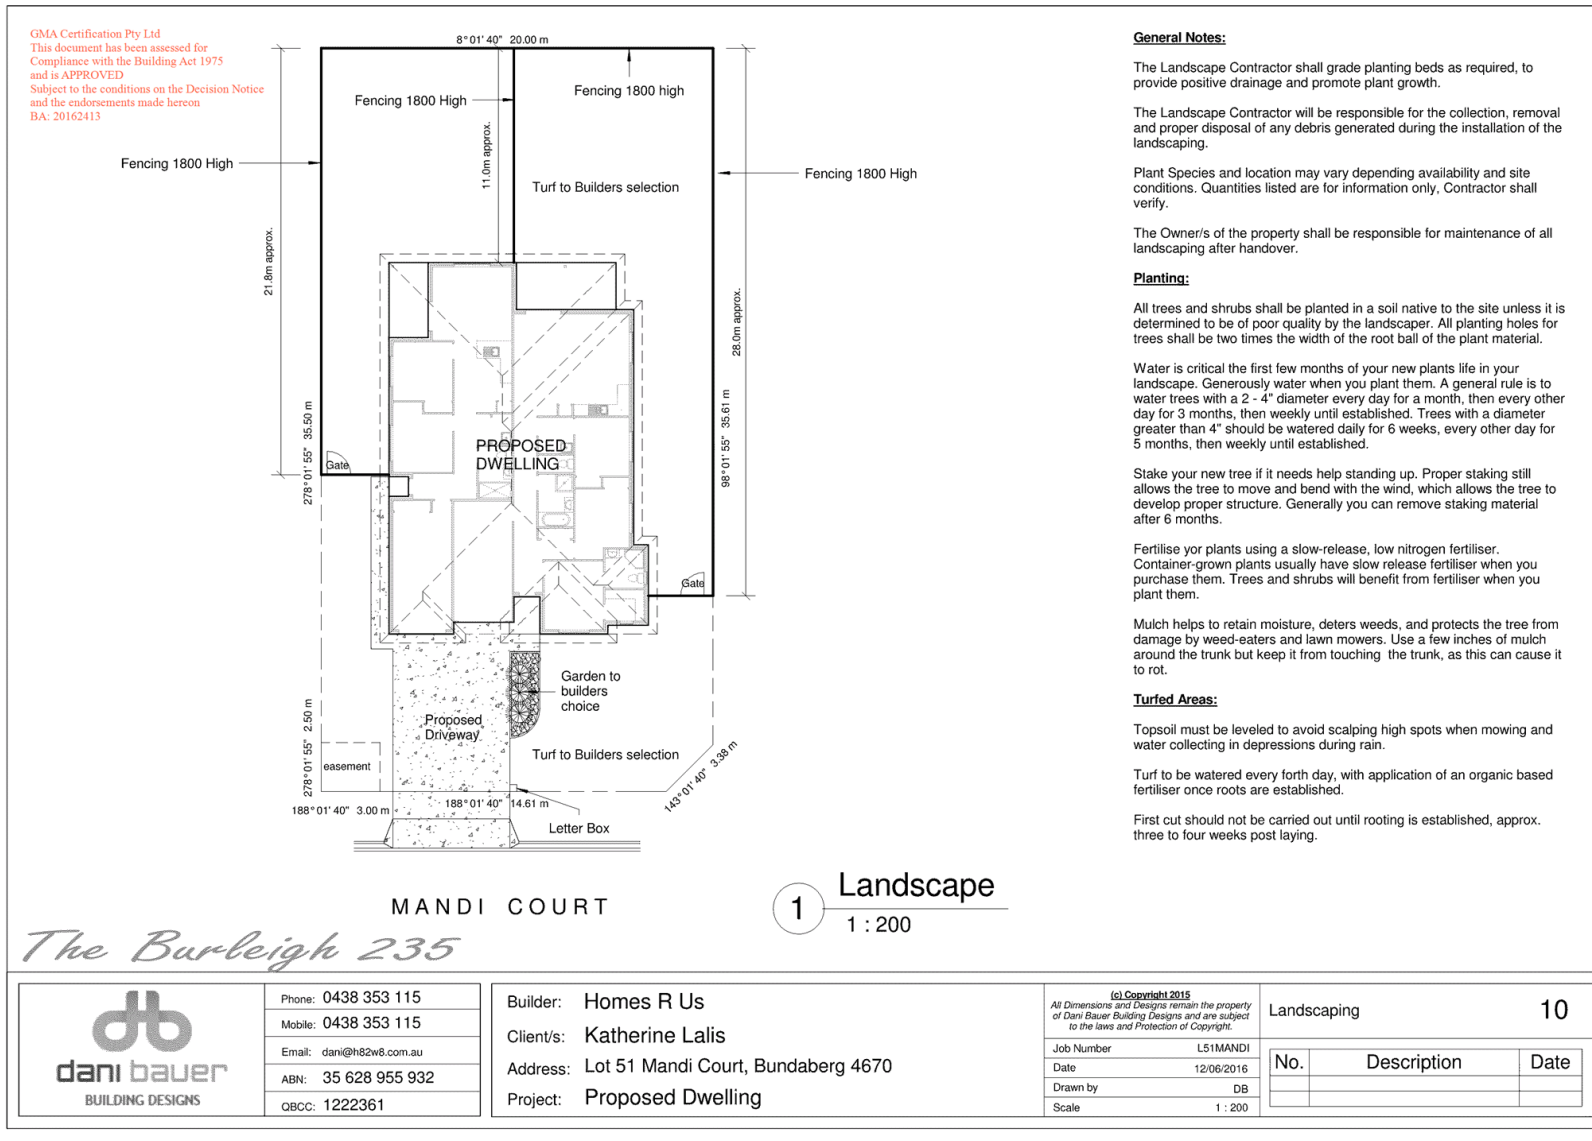 GMA Certification Pty Ltd
This document has been assessed for
Compliance with the Building Act 1975
and is APPROVED
Subject to the conditions on the Decision Notice
and the endorsements made hereon
BA: 20162413
8°01'40" 20.00 m
Fencing 1800 High
Fencing 1800 high
Fencing 1800 High
Fencing 1800 High
11.0m approx.
Turf to Builders selection
21.8m approx.
28.0m approx.
278°01'55" 35.50 m
98°01'55" 35.61 m
PROPOSED
DWELLING
Gate
Gate
Garden to
builders
choice
Proposed
Driveway
Turf to Builders selection
278°01'55" 2.50 m
easement
143°01'40" 3.38 m
188°01'40" 3.00 m
188°01'40" 14.61 m
Letter Box
MANDI COURT
1
Landscape
1 : 200
The Burleigh 235
General Notes:
The Landscape Contractor shall grade planting beds as required, to
provide positive drainage and promote plant growth.
The Landscape Contractor will be responsible for the collection, removal
and proper disposal of any debris generated during the installation of the
landscaping.
Plant Species and location may vary depending availability and site
conditions. Quantities listed are for information only, Contractor shall
verify.
The Owner/s of the property shall be responsible for maintenance of all
landscaping after handover.
Planting:
All trees and shrubs shall be planted in a soil native to the site unless it is
determined to be of poor quality by the landscaper. All planting holes for
trees shall be two times the width of the root ball of the plant material.
Water is critical the first few months of your new plants life in your
landscape. Generously water when you plant them. A general rule is to
water trees with a 2 - 4" diameter every day for a month, then every other
day for 3 months, then weekly until established. Trees with a diameter
greater than 4" should be watered daily for 6 weeks, every other day for
5 months, then weekly until established.
Stake your new tree if it needs help standing up. Proper staking still
allows the tree to move and bend with the wind, which allows the tree to
develop proper structure. Generally you can remove staking material
after 6 months.
Fertilise yor plants using a slow-release, low nitrogen fertiliser.
Container-grown plants usually have slow release fertiliser when you
purchase them. Trees and shrubs will benefit from fertiliser when you
plant them.
Mulch helps to retain moisture, deters weeds, and protects the tree from
damage by weed-eaters and lawn mowers. Use a few inches of mulch
around the trunk but keep it from touching the trunk, as this can cause it
to rot.
Turfed Areas:
Topsoil must be leveled to avoid scalping high spots when mowing and
water collecting in depressions during rain.
Turf to be watered every forth day, with application of an organic based
fertiliser once roots are established.
First cut should not be carried out until rooting is established, approx.
three to four weeks post laying.
dani bauer
BUILDING DESIGNS
Phone: 0438 353 115
Mobile: 0438 353 115
Email: dani@h82w8.com.au
ABN: 35 628 955 932
QBCC: 1222361
Builder: Homes R Us
Client/s: Katherine Lalis
Address: Lot 51 Mandi Court, Bundaberg 4670
Project: Proposed Dwelling
(c) Copyright 2015
All Dimensions and Designs remain the property
of Dani Bauer Building Designs and are subject
to the laws and Protection of Copyright.
Job Number L51MANDI
Date 12/06/2016
Drawn by DB
Scale 1 : 200
Landscaping 10
No. Description Date